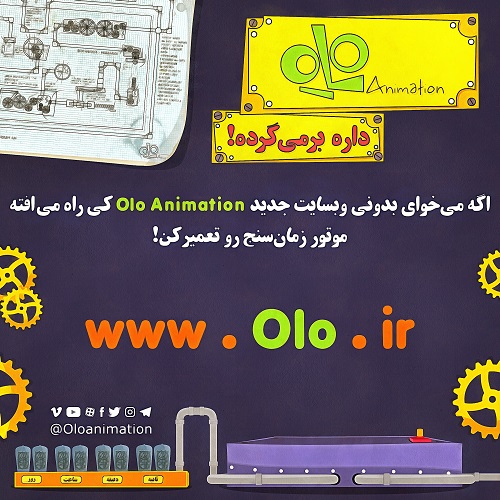 OLO
Animation
داره برمی‌گرده!
اگه می‌خوای بدونی وبسایت جدید Olo Animation کی راه می‌افته
موتور زمان‌سنج رو تعمیر کن!
www . Olo . ir
@Oloanimation
روز
ساعت
دقیقه
ثانیه